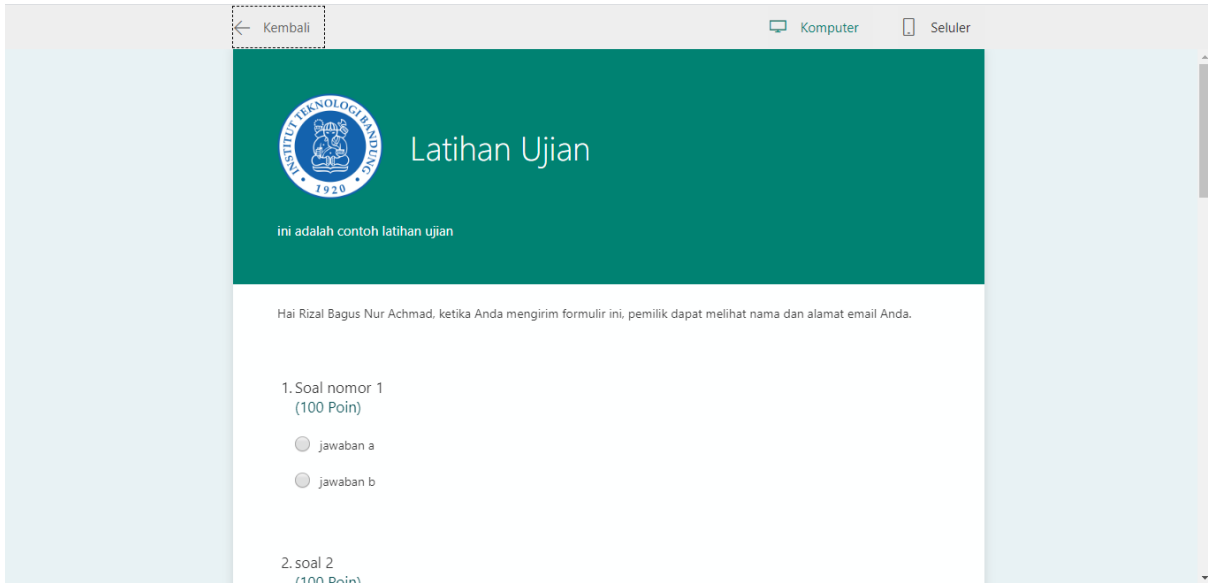 Kembali
Komputer
Seluler
INSTITUT TEKNOLOGI BANDUNG
• 1920 •
Latihan Ujian
ini adalah contoh latihan ujian
Hai Rizal Bagus Nur Achmad, ketika Anda mengirim formulir ini, pemilik dapat melihat nama dan alamat email Anda.
1. Soal nomor 1
(100 Poin)
jawaban a
jawaban b
2. soal 2
(100 Poin)